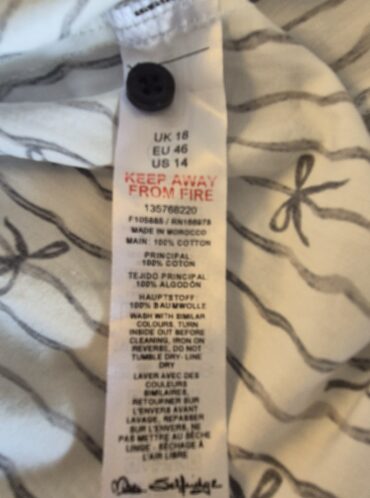 UK 18
EU 46
US 14
KEEP AWAY
FROM FIRE
135768220
MADE IN MOROCCO
MAIN: 100% COTTON
PRINCIPAL
100% COTON
TEJIDO PRINCIPAL
100% ALGODÓN
HAUPTSTOFF
100% BAUMWOLLE
WASH WITH SIMILAR
COLOURS. TURN
INSIDE OUT BEFORE
CLEANING, IRON ON
REVERSE, DO NOT
TUMBLE DRY- LINE
DRY
LAVER AVEC DES
COULEURS
SIMILAIRES,
RETOURNER SUR
L'ENVERS AVANT
LAVAGE, REPASSER
SUR L'ENVERS, NE
PAS METTRE AU SÈCHE
LINGE - SÉCHAGE À
L'AIR LIBRE
Miss Selfridge